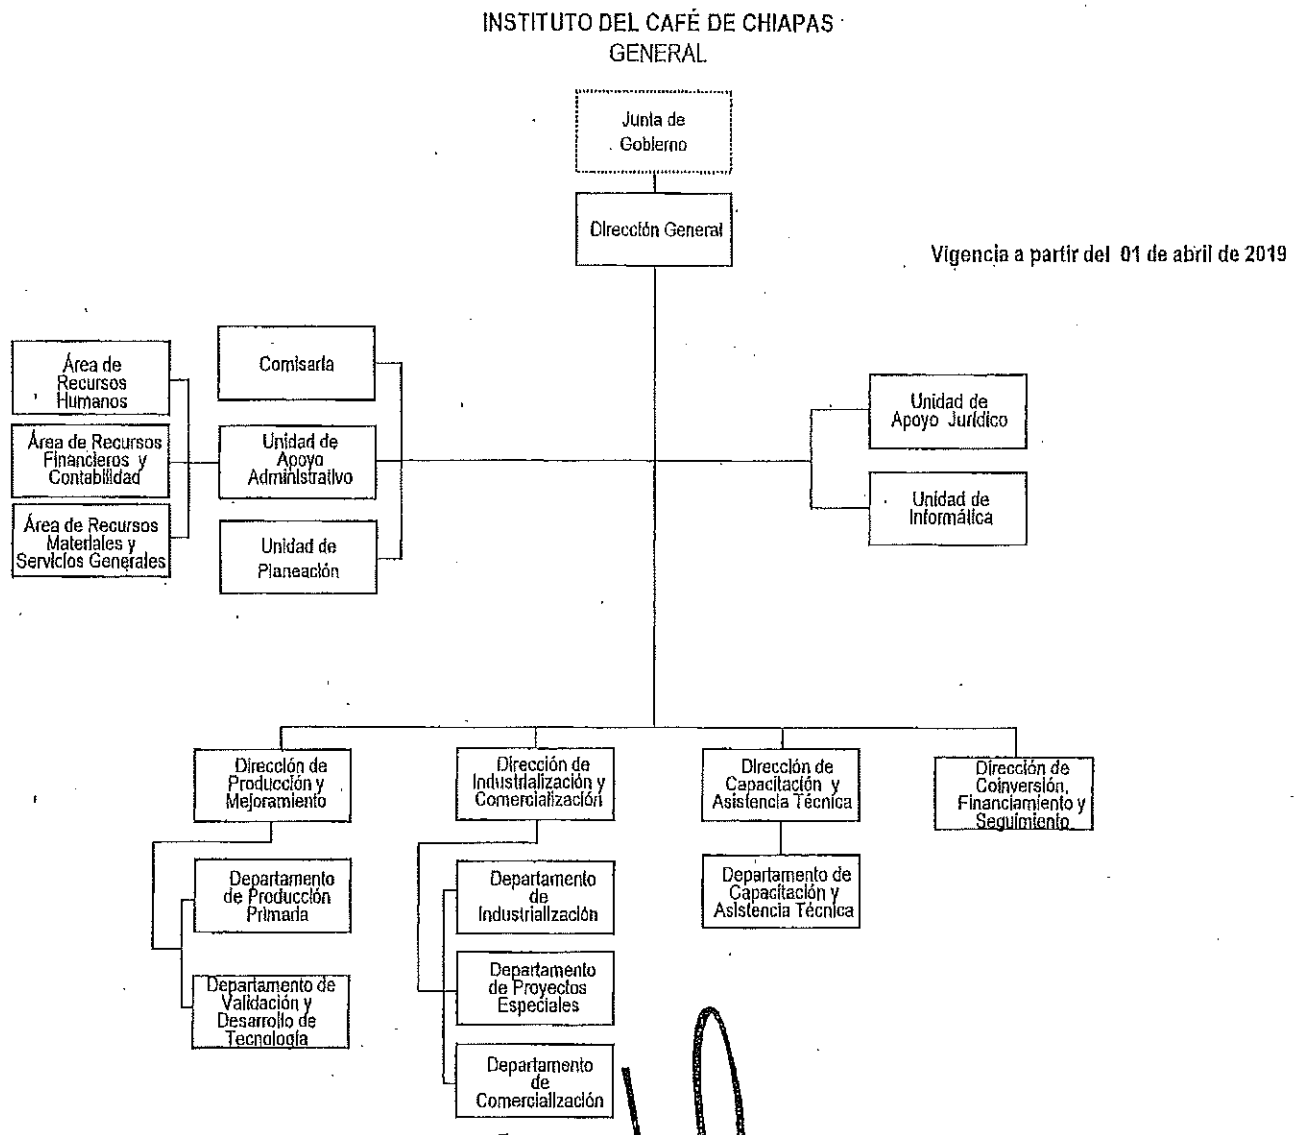 INSTITUTO DEL CAFÉ DE CHIAPAS
GENERAL
Junta de
Gobierno
Dirección General
Vigencia a partir del 01 de abril de 2019
Área de
Recursos
Humanos
Comisaría
Unidad de
Apoyo Jurídico
Área de Recursos
Financieros y
Contabilidad
Unidad de
Apoyo
Administrativo
Unidad de
Informática
Área de Recursos
Materiales y
Servicios Generales
Unidad de
Planeación
Dirección de
Producción y
Mejoramiento
Dirección de
Industrialización y
Comercialización
Dirección de
Capacitación y
Asistencia Técnica
Dirección de
Coinversión,
Financiamiento y
Seguimiento
Departamento
de Producción
Primaria
Departamento
de
Industrialización
Departamento de
Capacitación y
Asistencia Técnica
Departamento de
Validación y
Desarrollo de
Tecnología
Departamento
de Proyectos
Especiales
Departamento
de
Comercialización